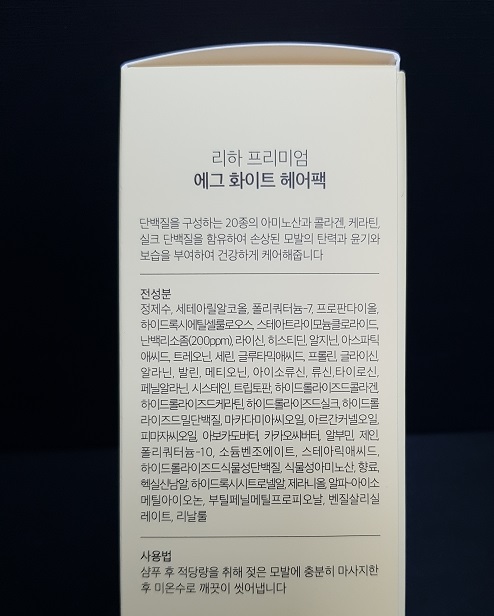 리하 프리미엄
에그 화이트 헤어팩
단백질을 구성하는 20종의 아미노산과 콜라겐, 케라틴,
실크 단백질을 함유하여 손상된 모발의 탄력과 윤기와
보습을 부여하여 건강하게 케어해줍니다
전성분
정제수, 세테아릴알코올, 폴리쿼터늄-7, 프로판다이올,
하이드록시에틸셀룰로오스, 스테아트라이모늄클로라이드,
난백리소좀(200ppm), 라이신, 히스티딘, 알지닌, 아스파틱
애씨드, 트레오닌, 세린, 글루타믹애씨드, 프롤린, 글라이신,
알라닌, 발린, 메티오닌, 아이소류신, 류신,타이로신,
페닐알라닌, 시스테인, 트립토판, 하이드롤라이즈드콜라겐,
하이드롤라이즈드케라틴, 하이드롤라이즈드실크, 하이드롤
라이즈드밀단백질, 마카다미아씨오일, 아르간커넬오일,
피마자씨오일, 아보카도버터, 카카오씨버터, 알부민, 제인,
폴리쿼터늄-10, 소듐벤조에이트, 스테아릭애씨드,
하이드롤라이즈드식물성단백질, 식물성아미노산, 향료,
헥실신남알, 하이드록시시트로넬알, 제라니올, 알파-아이소
메틸아이오논, 부틸페닐메틸프로피오날, 벤질살리실
레이트, 리날룰
사용법
샴푸 후 적당량을 취해 젖은 모발에 충분히 마사지한
후 미온수로 깨끗이 씻어냅니다